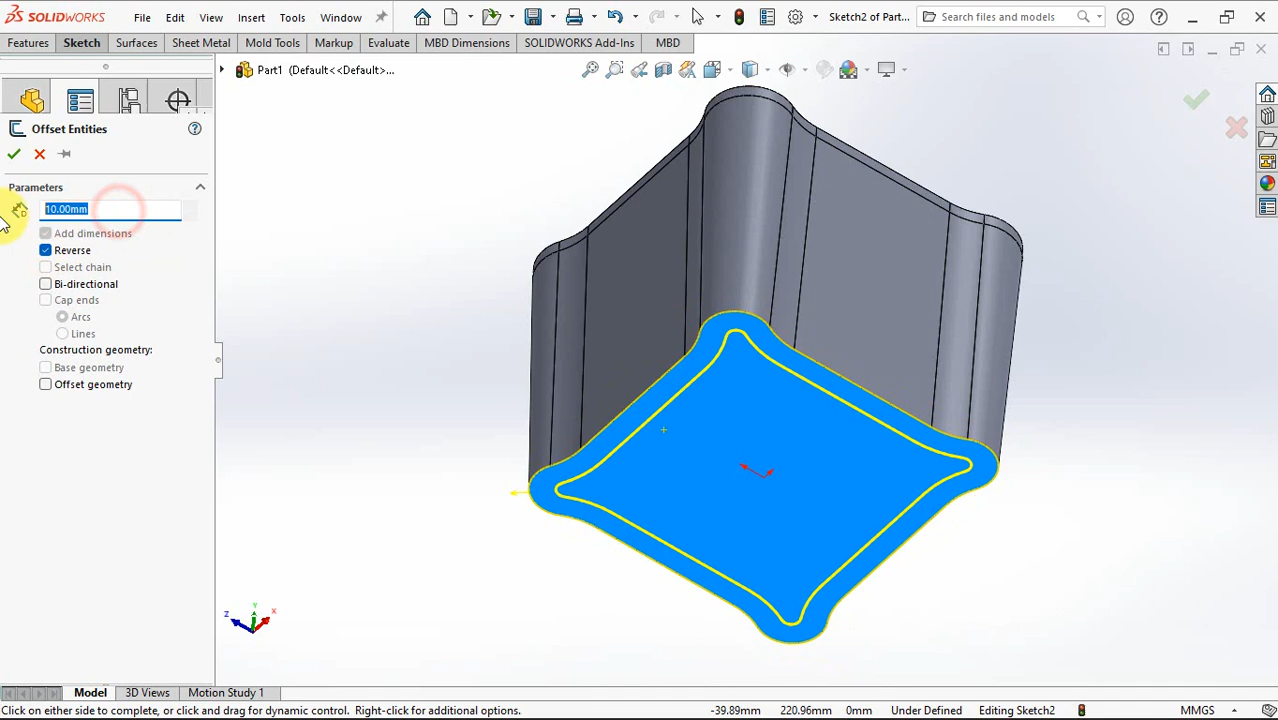 SOLIDWORKS File Edit View Insert Tools Window Sketch2 of Part... Search files and models
Features Sketch Surfaces Sheet Metal Mold Tools Markup Evaluate MBD Dimensions SOLIDWORKS Add-Ins MBD
Part1 (Default<<Default>...
Offset Entities
Parameters
10.00mm
Add dimensions
Reverse
Select chain
Bi-directional
Cap ends
Arcs
Lines
Construction geometry:
Base geometry
Offset geometry
Y
Z X
Model 3D Views Motion Study 1
Click on either side to complete, or click and drag for dynamic control. Right-click for additional options. -39.89mm 220.96mm 0mm Under Defined Editing Sketch2 MMGS